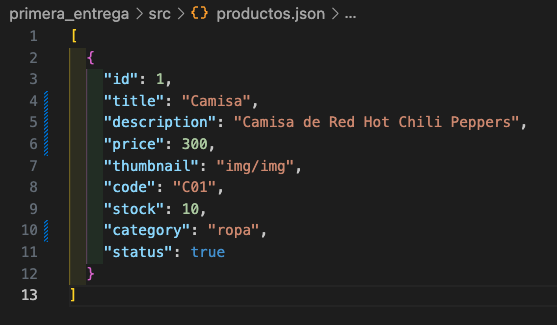 primera_entrega > src > {} productos.json > ...
1 [
2 {
3 "id": 1,
4 "title": "Camisa",
5 "description": "Camisa de Red Hot Chili Peppers",
6 "price": 300,
7 "thumbnail": "img/img",
8 "code": "C01",
9 "stock": 10,
10 "category": "ropa",
11 "status": true
12 }
13 ]